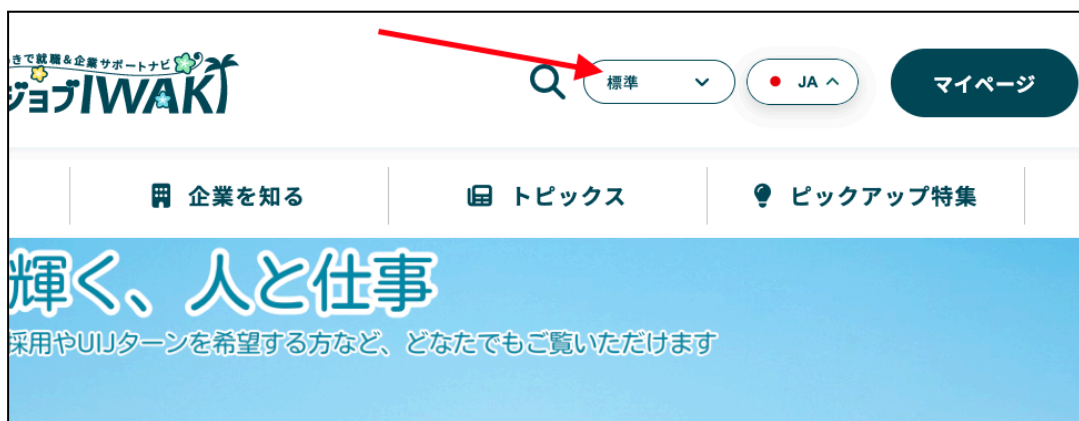 きで就職&企業サポートナビ
ジョブIWAKI
標準
JA
マイページ
企業を知る
トピックス
ピックアップ特集
輝く、人と仕事
採用やUIJターンを希望する方など、どなたでもご覧いただけます